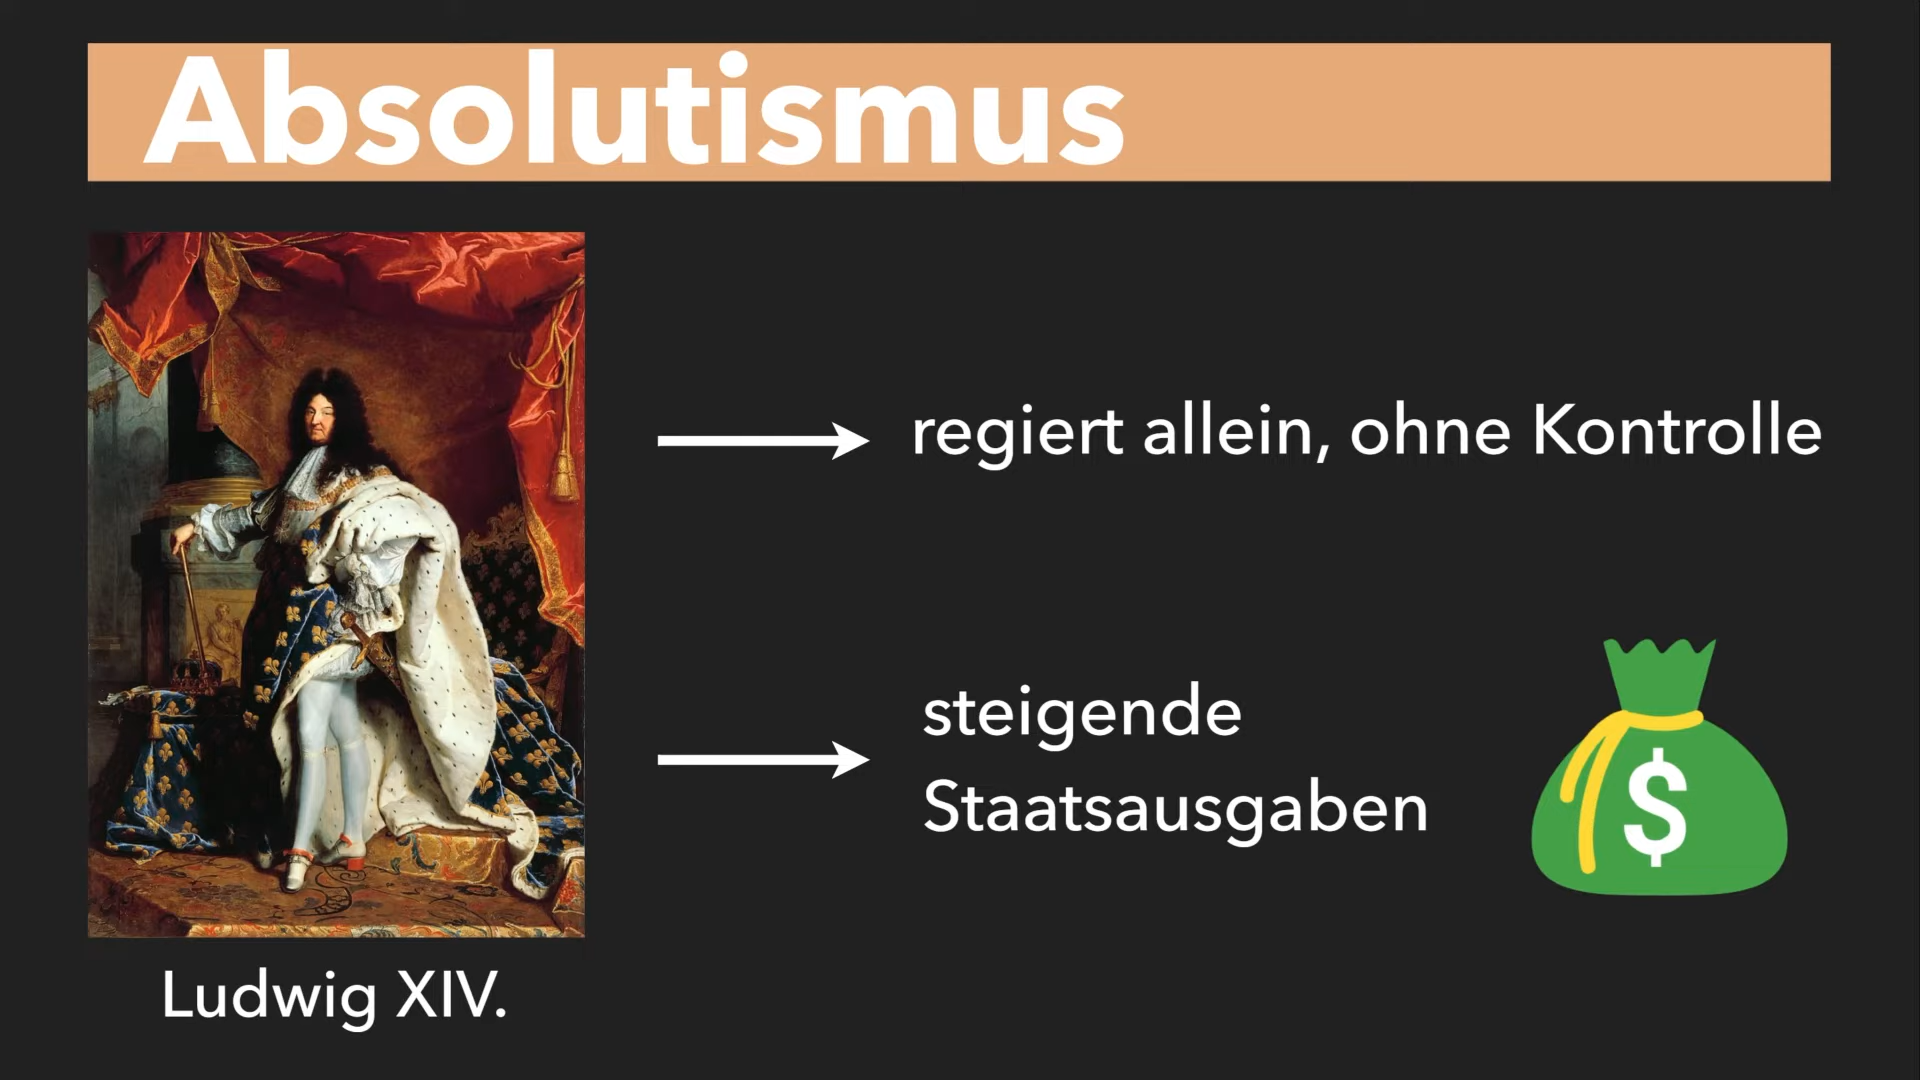 Absolutismus
regiert allein, ohne Kontrolle
steigende
Staatsausgaben
$
Ludwig XIV.